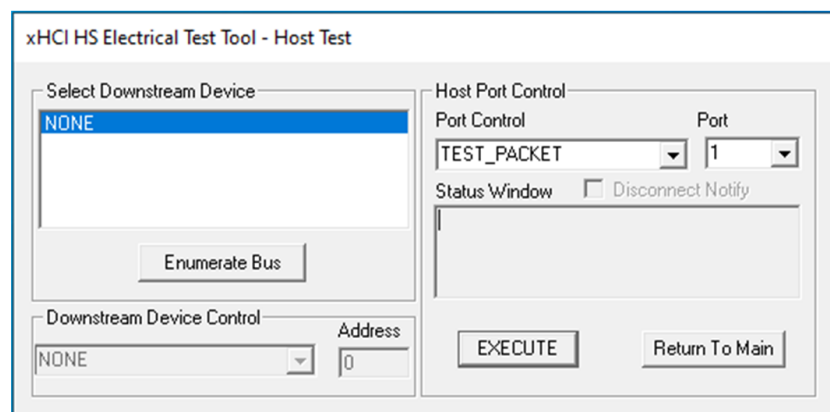 xHCI HS Electrical Test Tool - Host Test
Select Downstream Device
NONE
Enumerate Bus
Downstream Device Control
Address
NONE
0
Host Port Control
Port Control
Port
TEST_PACKET
1
Status Window
Disconnect Notify
EXECUTE
Return To Main